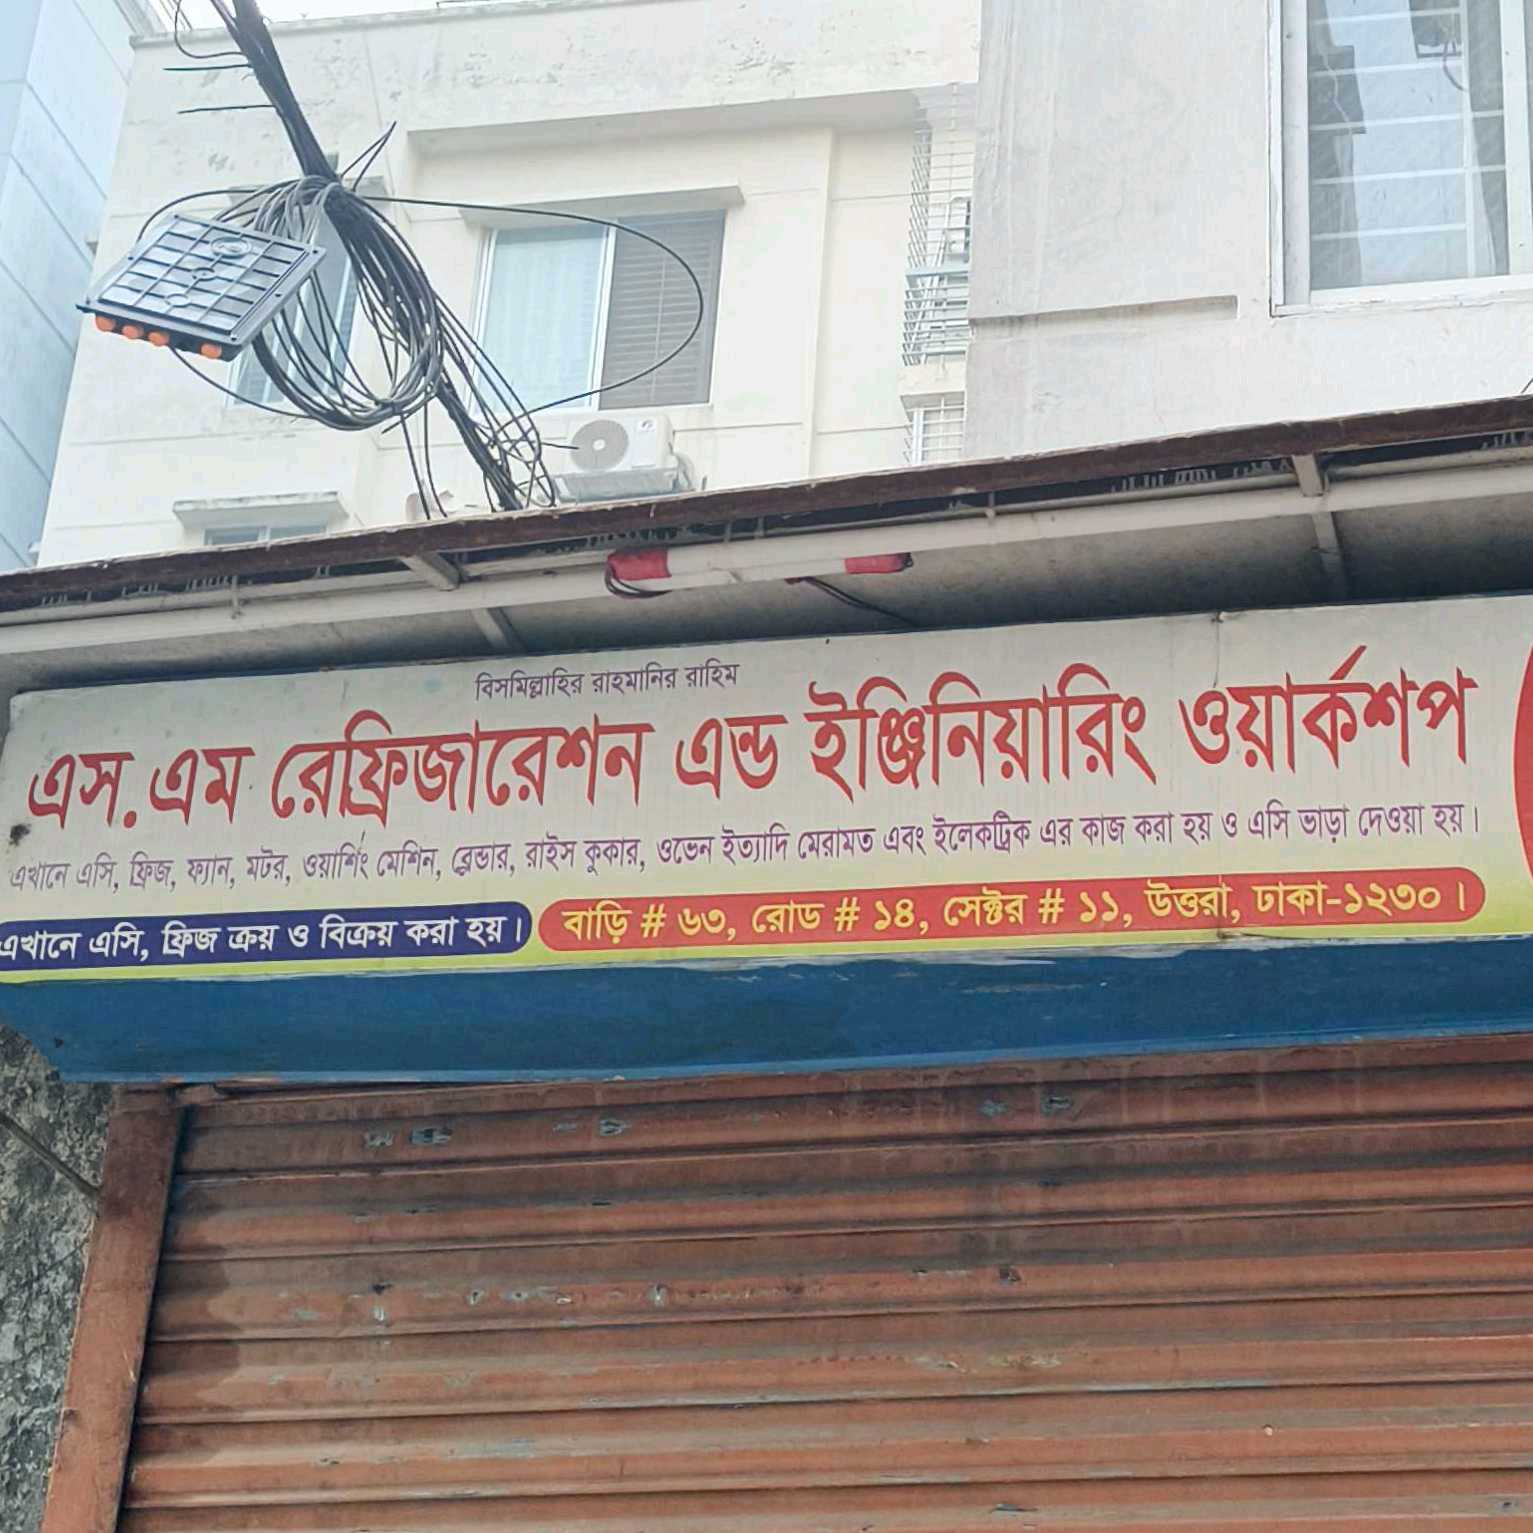 বিসমিল্লাহির রাহমানির রাহিম
এস. এম রেফ্রিজারেশন এন্ড ইঞ্জিনিয়ারিং ওয়ার্কশপ
এখানে এসি, ফ্রিজ, ফ্যান, মটর, ওয়াশিং মেশিন, ব্লেন্ডার, রাইস কুকার, ওভেন ইত্যাদি মেরামত এবং ইলেকট্রিক এর কাজ করা হয় ও এসি ভাড়া দেওয়া হয়।
এখানে এসি, ফ্রিজ ক্রয় ও বিক্রয় করা হয়।
বাড়ি # ৬৩, রোড # ১৪, সেক্টর # ১১, উত্তরা, ঢাকা-১২৩০।